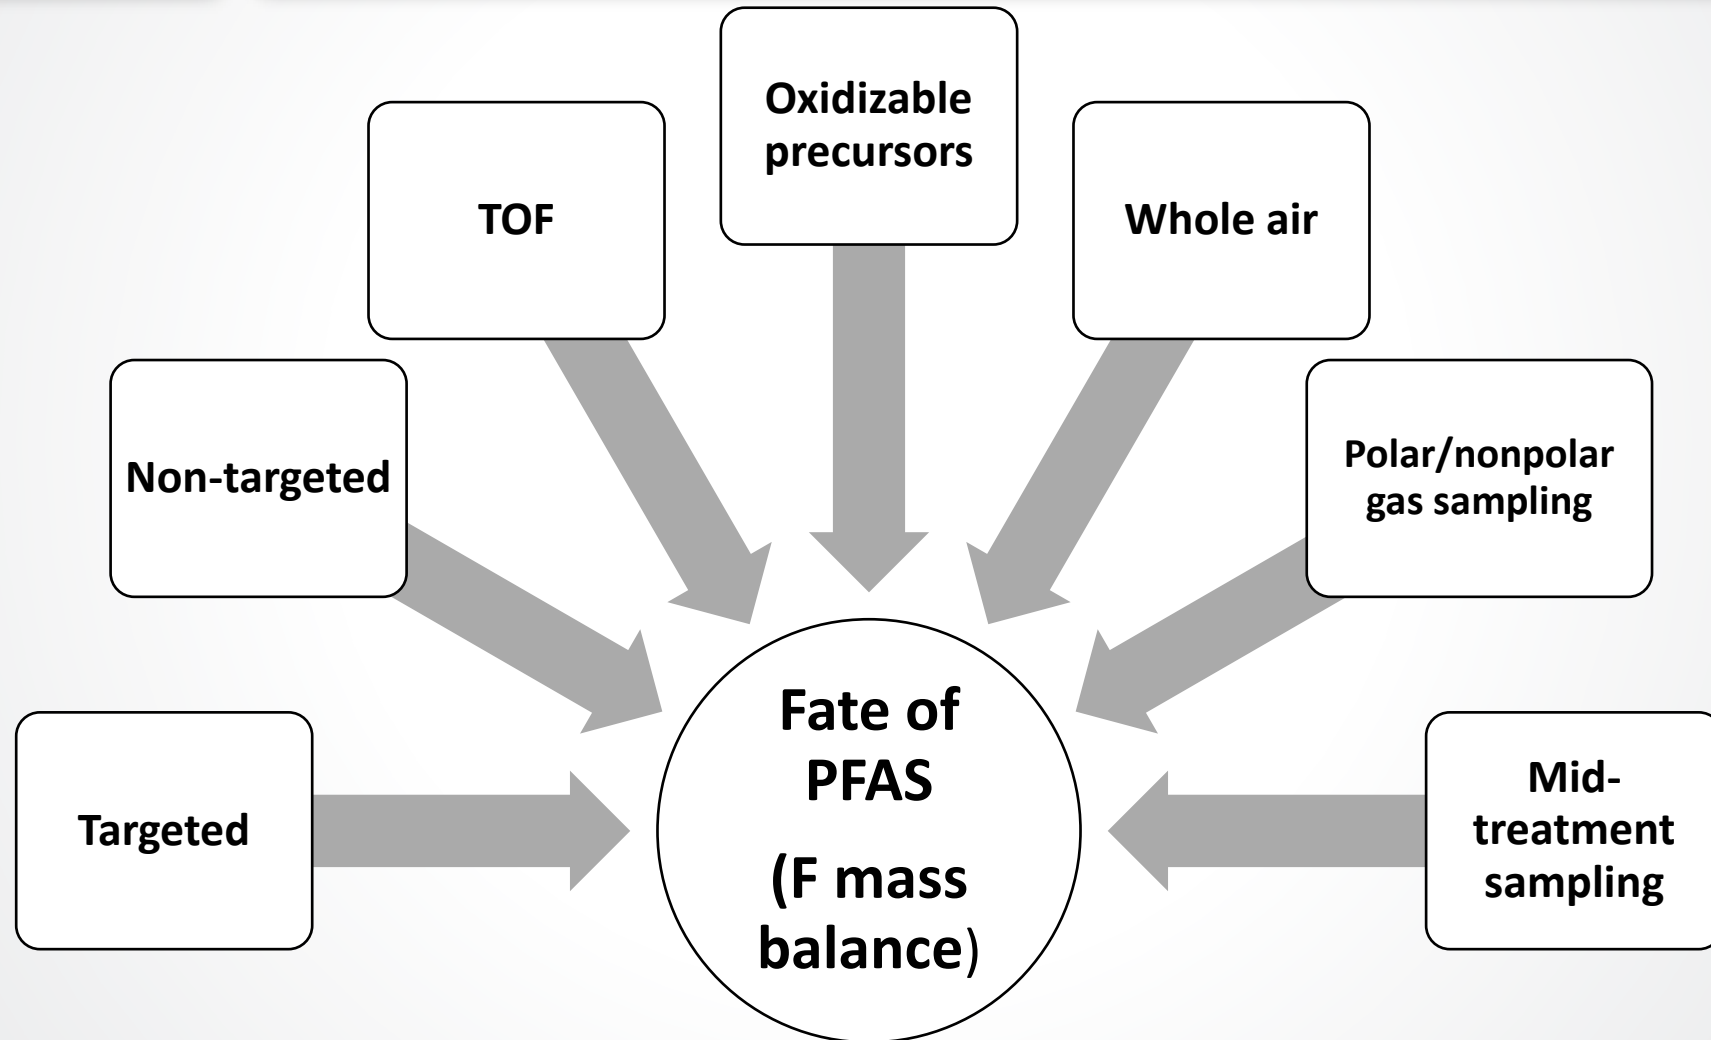 Oxidizable
precursors
TOF
Whole air
Non-targeted
Polar/nonpolar
gas sampling
Targeted
Fate of
PFAS
(F mass
balance)
Mid-
treatment
sampling